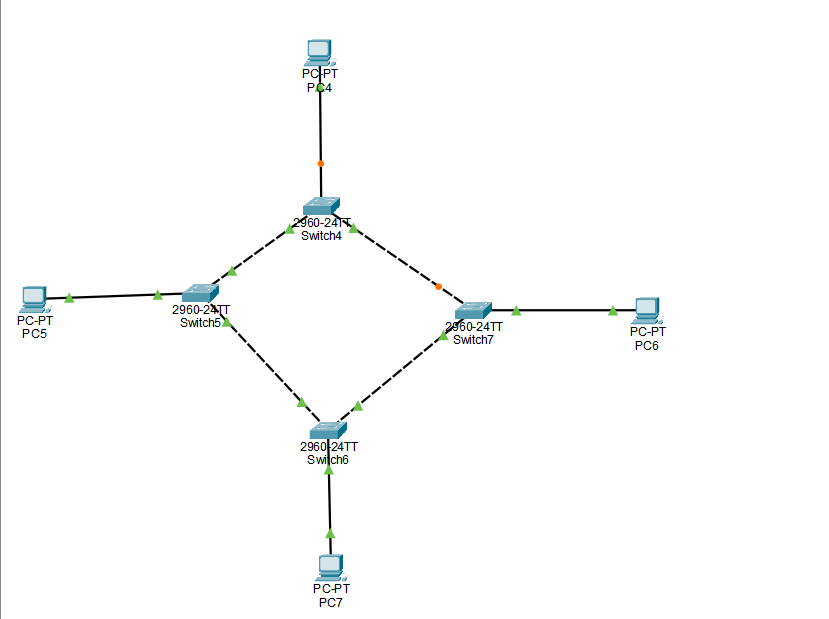 PC-PT
PC4
2960-24TT
Switch4
2960-24TT
Switch5
PC-PT
PC5
2960-24TT
Switch7
PC-PT
PC6
2960-24TT
Switch6
PC-PT
PC7